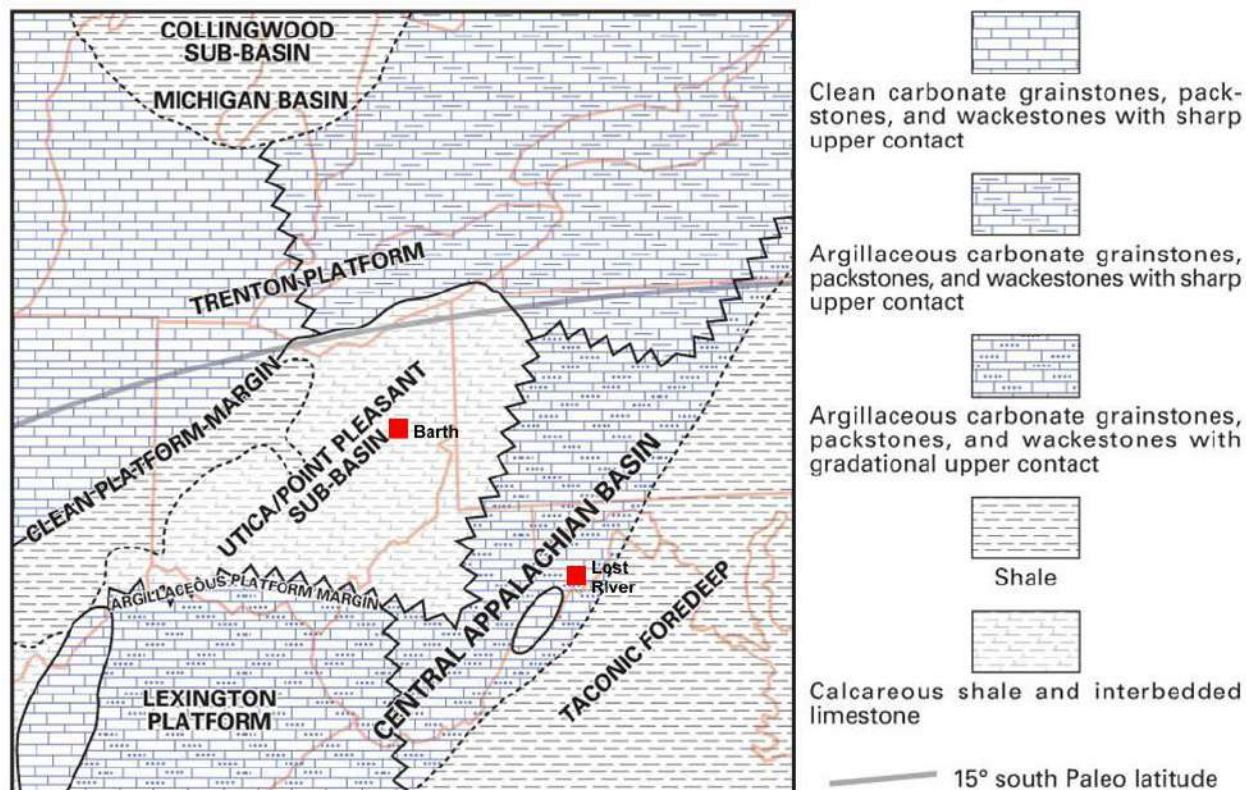 COLLINGWOOD
SUB-BASIN
MICHIGAN BASIN
TRENTON PLATFORM
CLEAN PLATFORM-MARGIN
UTICA/POINT PLEASANT
SUB-BASIN
Barth
ARGILLACEOUS PLATFORM MARGIN
CENTRAL APPALACHIAN BASIN
Lost
River
TACONIC FOREDEEP
LEXINGTON
PLATFORM
Clean carbonate grainstones, pack-
stones, and wackestones with sharp
upper contact
Argillaceous carbonate grainstones,
packstones, and wackestones with sharp
upper contact
Argillaceous carbonate grainstones,
packstones, and wackestones with
gradational upper contact
Shale
Calcareous shale and interbedded
limestone
15° south Paleo latitude